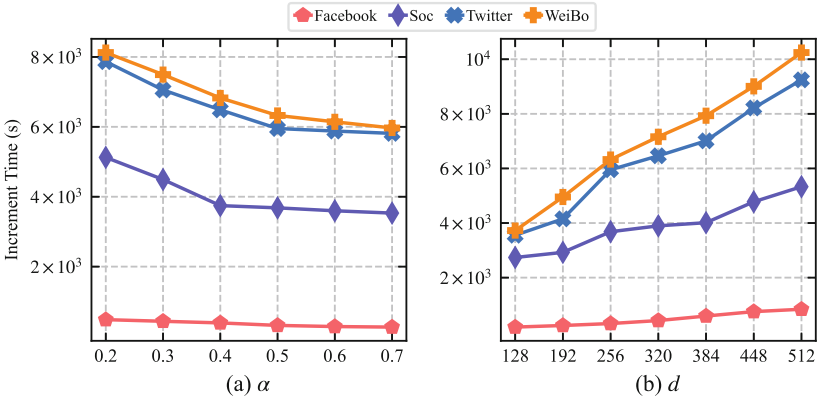 Facebook Soc Twitter WeiBo
Increment Time (s)
8×10³
6×10³
4×10³
2×10³
0.2 0.3 0.4 0.5 0.6 0.7
(a) α
10⁴
8×10³
6×10³
4×10³
2×10³
128 192 256 320 384 448 512
(b) d